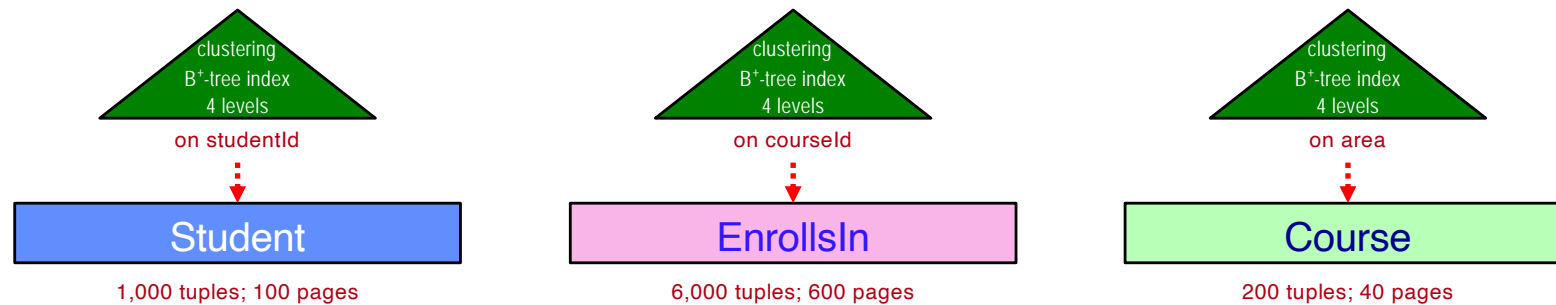 clustering
B⁺-tree index
4 levels
on studentId
Student
1,000 tuples; 100 pages
clustering
B⁺-tree index
4 levels
on courseId
EnrollsIn
6,000 tuples; 600 pages
clustering
B⁺-tree index
4 levels
on area
Course
200 tuples; 40 pages